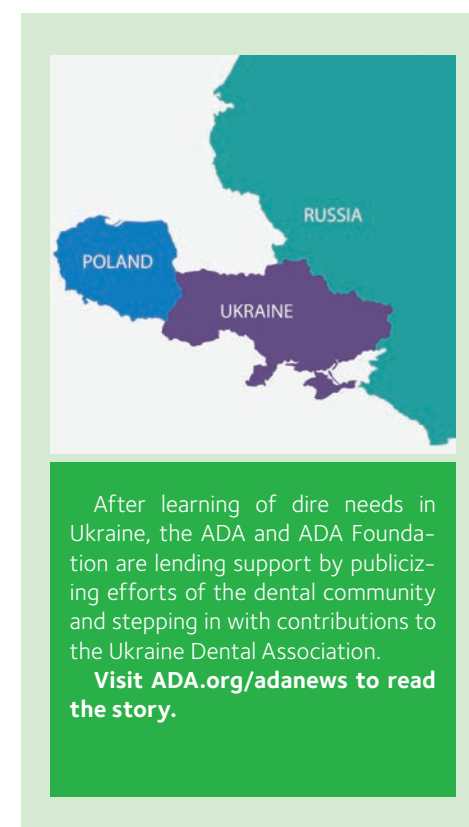 RUSSIA
POLAND
UKRAINE
After learning of dire needs in
Ukraine, the ADA and ADA Founda-
tion are lending support by publiciz-
ing efforts of the dental community
and stepping in with contributions to
the Ukraine Dental Association.
Visit ADA.org/adanews to read
the story.